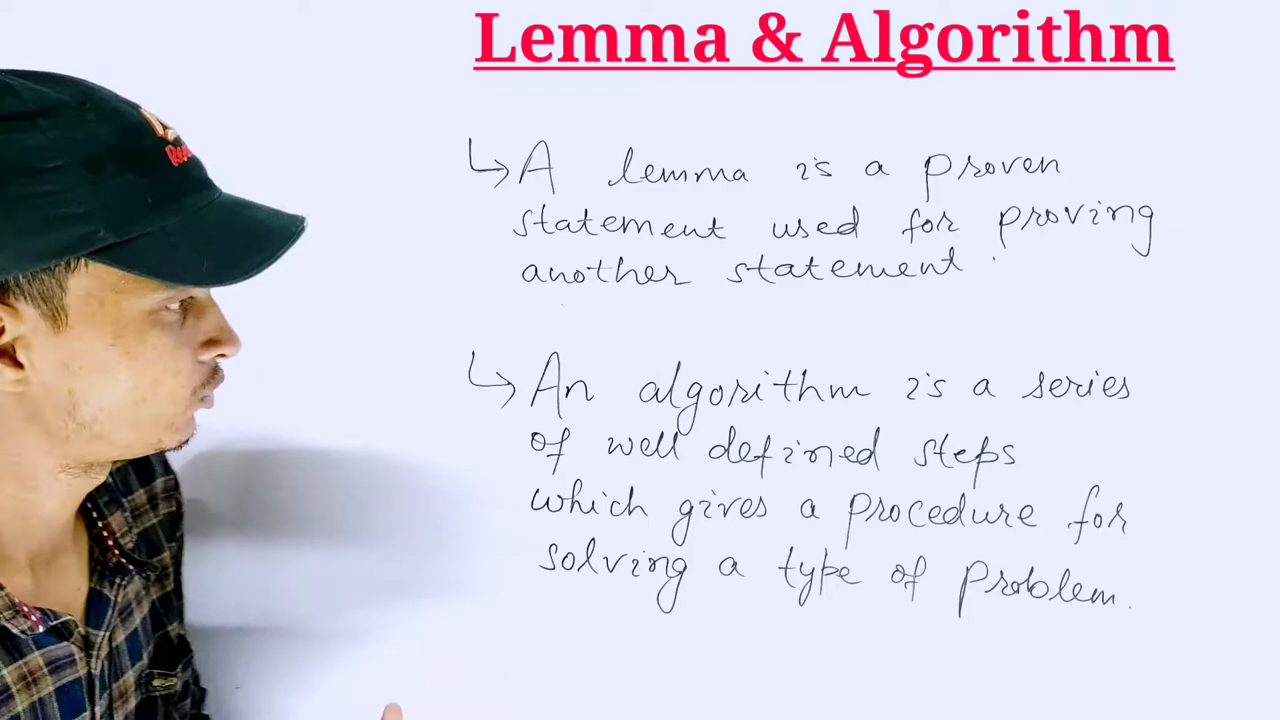 Lemma & Algorithm
↳ A lemma is a proven
statement used for proving
another statement.
↳ An algorithm is a series
of well defined steps
which gives a procedure for
solving a type of problem.